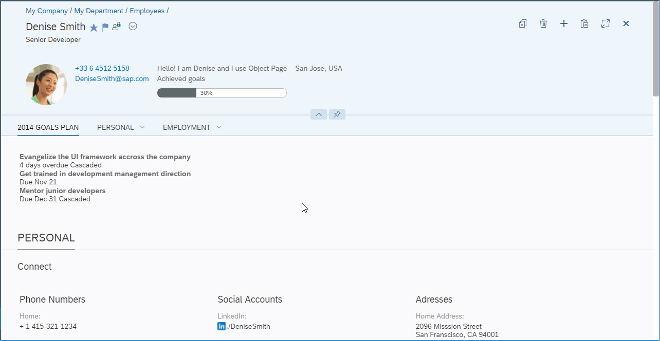 My Company / My Department / Employees /
Denise Smith
Senior Developer
+33 6 4512 5158
DeniseSmith@sap.com
Hello! I am Denise and I use Object Page
San Jose, USA
Achieved goals
30%
2014 GOALS PLAN PERSONAL EMPLOYMENT
Evangelize the UI framework accross the company
4 days overdue Cascaded
Get trained in development management direction
Due Nov 21
Mentor junior developers
Due Dec 31 Cascaded
PERSONAL
Connect
Phone Numbers
Home:
+ 1 415-321-1234
Social Accounts
LinkedIn:
in /DeniseSmith
Adresses
Home Address:
2096 Misssion Street
San Franscisco, CA 94001